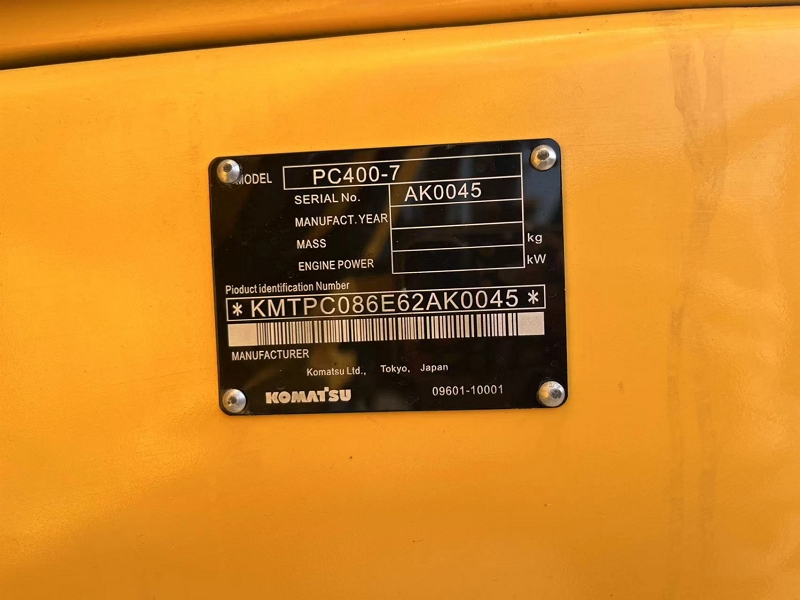 MODEL PC400-7
SERIAL No. AK0045
MANUFACT. YEAR
MASS kg
ENGINE POWER kW
Pioduct identification Number
*KMTPC086E62AK0045*
MANUFACTURER
Komatsu Ltd., Tokyo, Japan
KOMATSU 09601-10001